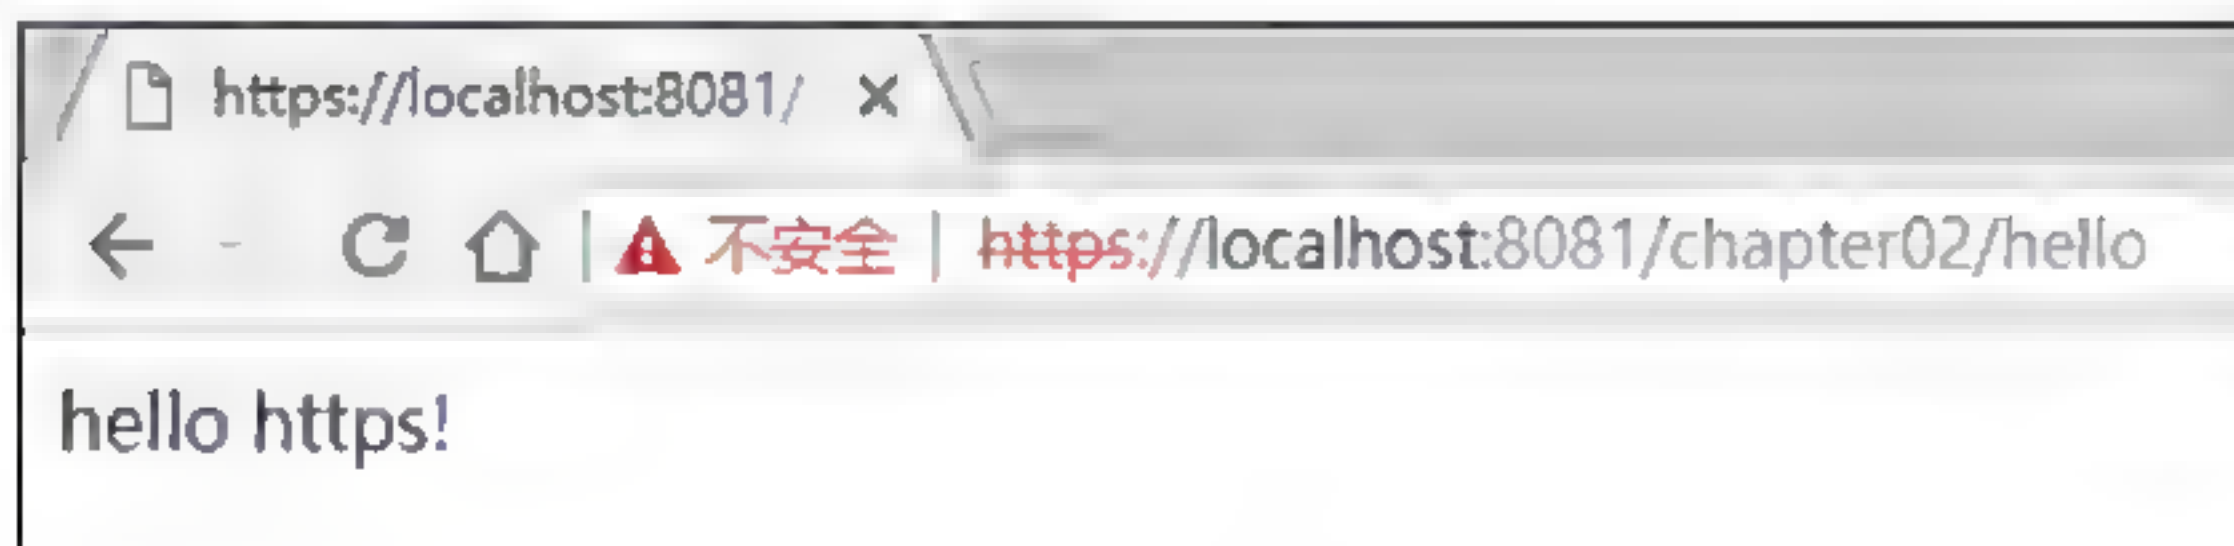 https://localhost:8081/
不安全 | https://localhost:8081/chapter02/hello
hello https!